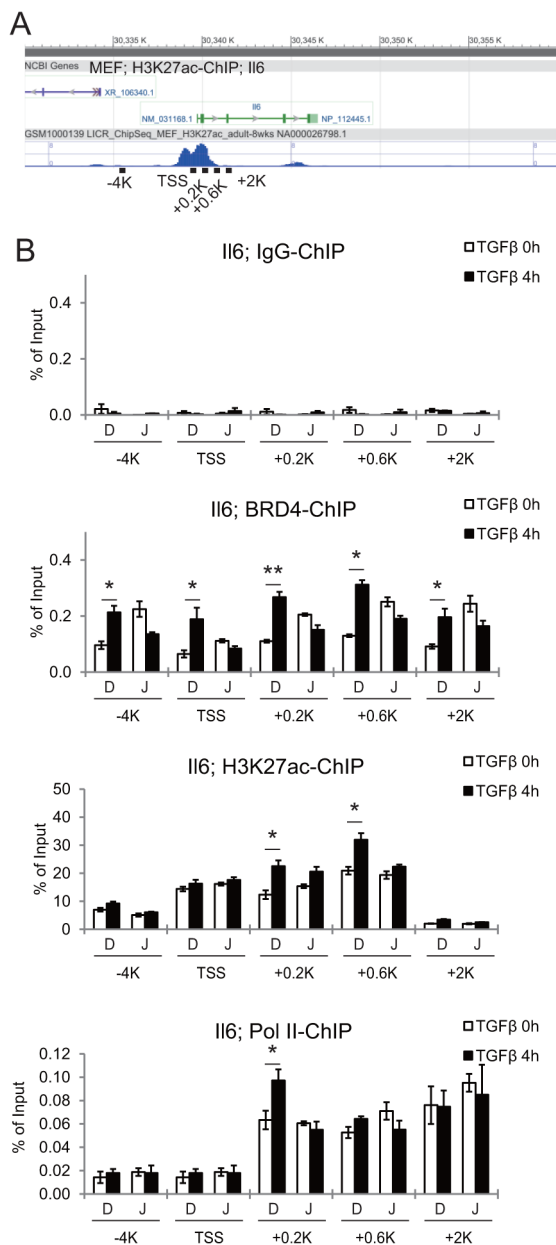 A
30,335 K 30,340 K 30,345 K 30,350 K 30,355 K
NCBI Genes MEF; H3K27ac-ChIP; Il6
XR_106340.1
Il6
NM_031168.1 NP_112445.1
GSM1000139 LICR_ChipSeq_MEF_H3K27ac_adult-8wks NA000026798.1
-4K TSS +0.2K +0.6K +2K
B
Il6; IgG-ChIP
TGFβ 0h
TGFβ 4h
% of Input
0.4
0.2
0.0
D J D J D J D J D J
-4K TSS +0.2K +0.6K +2K
Il6; BRD4-ChIP
TGFβ 0h
TGFβ 4h
% of Input
0.4
0.2
0.0
* * ** * *
D J D J D J D J D J
-4K TSS +0.2K +0.6K +2K
Il6; H3K27ac-ChIP
TGFβ 0h
TGFβ 4h
% of Input
50
40
30
20
10
0
* *
D J D J D J D J D J
-4K TSS +0.2K +0.6K +2K
Il6; Pol II-ChIP
TGFβ 0h
TGFβ 4h
% of Input
0.12
0.10
0.08
0.06
0.04
0.02
0.00
*
D J D J D J D J D J
-4K TSS +0.2K +0.6K +2K